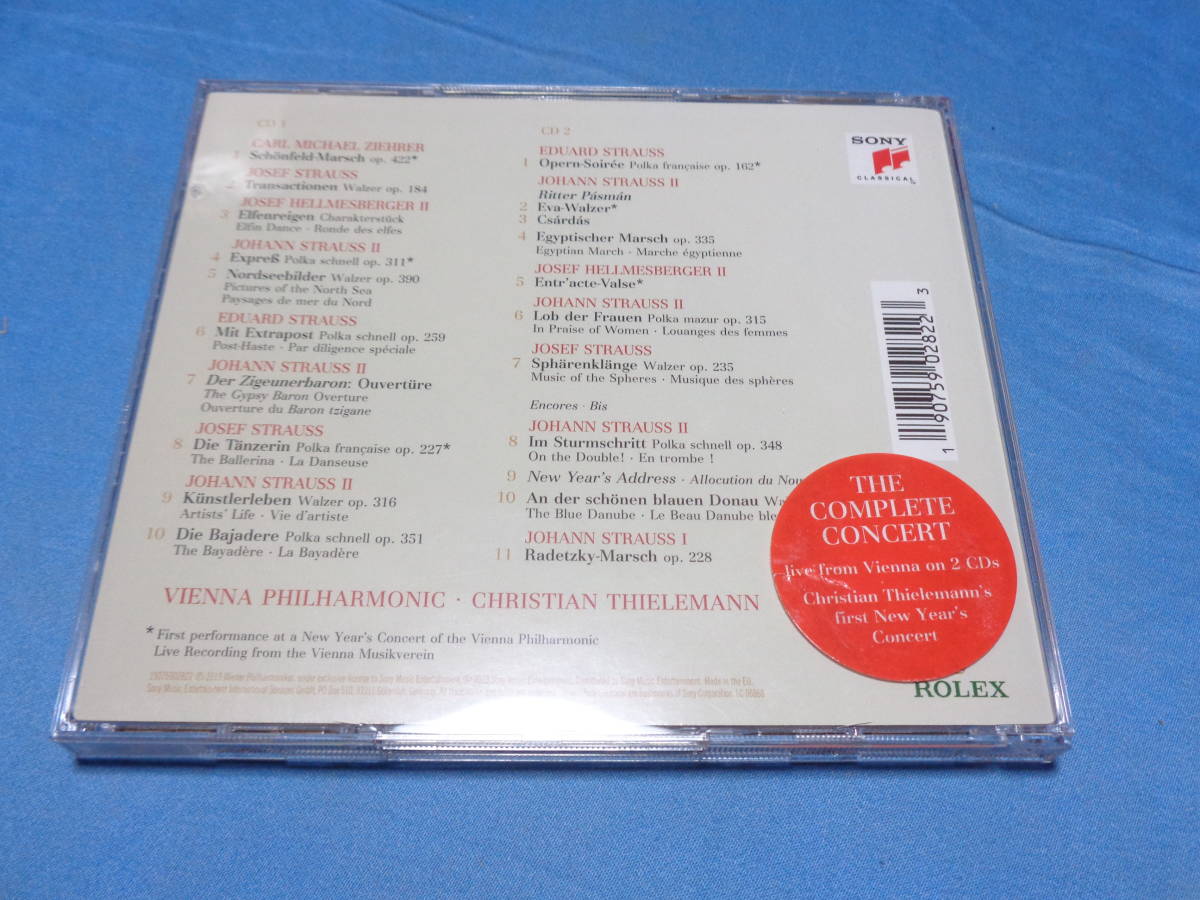 CD 1
CARL MICHAEL ZIEHRER
1 Schönfeld-Marsch op. 422*
JOSEF STRAUSS
2 Transactionen Walzer op. 184
JOSEF HELLMESBERGER II
3 Elfenreigen Charakterstück
Elfin Dance · Ronde des elfes
JOHANN STRAUSS II
4 Expreß Polka schnell op. 311*
5 Nordseebilder Walzer op. 390
Pictures of the North Sea
Paysages de mer du Nord
EDUARD STRAUSS
6 Mit Extrapost Polka schnell op. 259
Post-Haste · Par diligence spéciale
JOHANN STRAUSS II
7 Der Zigeunerbaron: Ouvertüre
The Gypsy Baron Overture
Ouverture du Baron tzigane
JOSEF STRAUSS
8 Die Tänzerin Polka française op. 227*
The Ballerina · La Danseuse
JOHANN STRAUSS II
9 Künstlerleben Walzer op. 316
Artists' Life · Vie d'artiste
10 Die Bajadere Polka schnell op. 351
The Bayadère · La Bayadère
CD 2
EDUARD STRAUSS
1 Opern-Soirée Polka française op. 162*
JOHANN STRAUSS II
Ritter Pásmán
2 Eva-Walzer*
3 Csárdás
4 Egyptischer Marsch op. 335
Egyptian March · Marche égyptienne
JOSEF HELLMESBERGER II
5 Entr'acte-Valse*
JOHANN STRAUSS II
6 Lob der Frauen Polka mazur op. 315
In Praise of Women · Louanges des femmes
JOSEF STRAUSS
7 Sphärenklänge Walzer op. 235
Music of the Spheres · Musique des sphères
Encores · Bis
JOHANN STRAUSS II
8 Im Sturmschritt Polka schnell op. 348
On the Double! · En trombe !
9 New Year's Address · Allocution du
10 An der schönen blauen Donau
The Blue Danube · Le Beau Danube
JOHANN STRAUSS I
11 Radetzky-Marsch op. 228
VIENNA PHILHARMONIC · CHRISTIAN THIELEMANN
* First performance at a New Year's Concert of the Vienna Philharmonic
Live Recording from the Vienna Musikverein
SONY
CLASSICAL
1 90759 02822 3
THE
COMPLETE
CONCERT
live from Vienna on 2 CDs
Christian Thielemann's
first New Year's
Concert
ROLEX